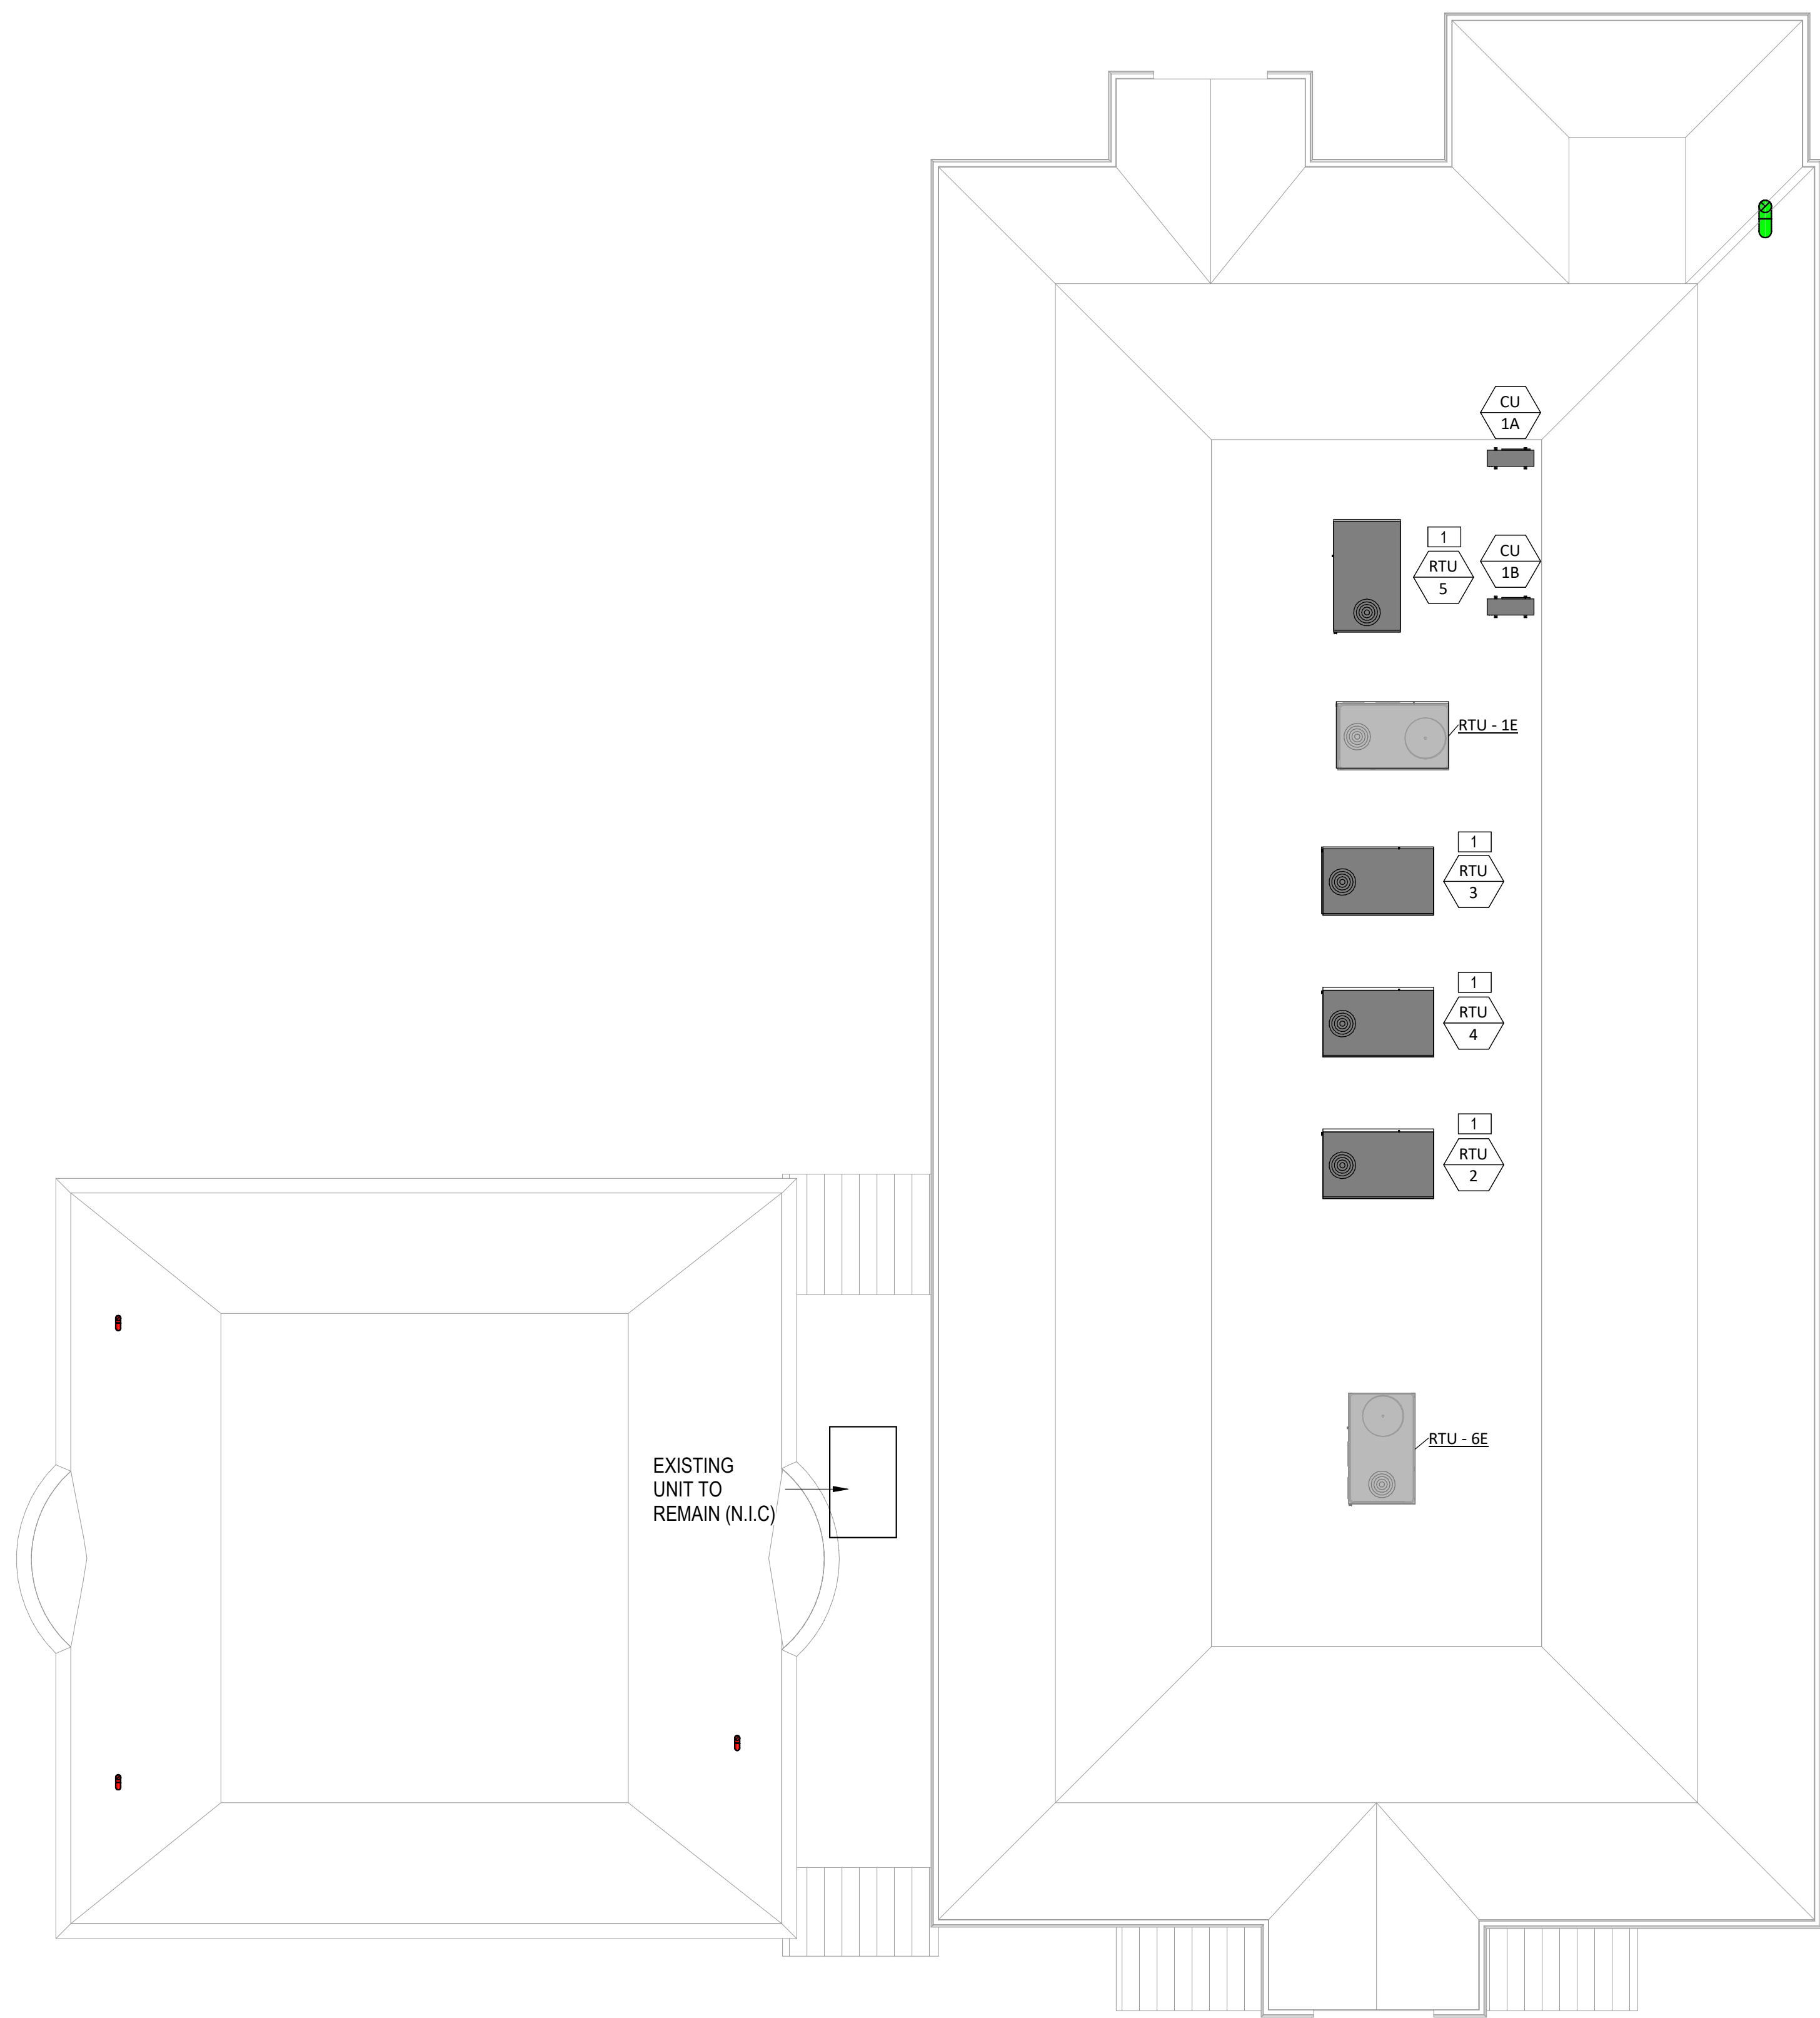 CU
1A
1
RTU
5
CU
1B
RTU - 1E
1
RTU
3
1
RTU
4
1
RTU
2
RTU - 6E
EXISTING
UNIT TO
REMAIN (N.I.C)